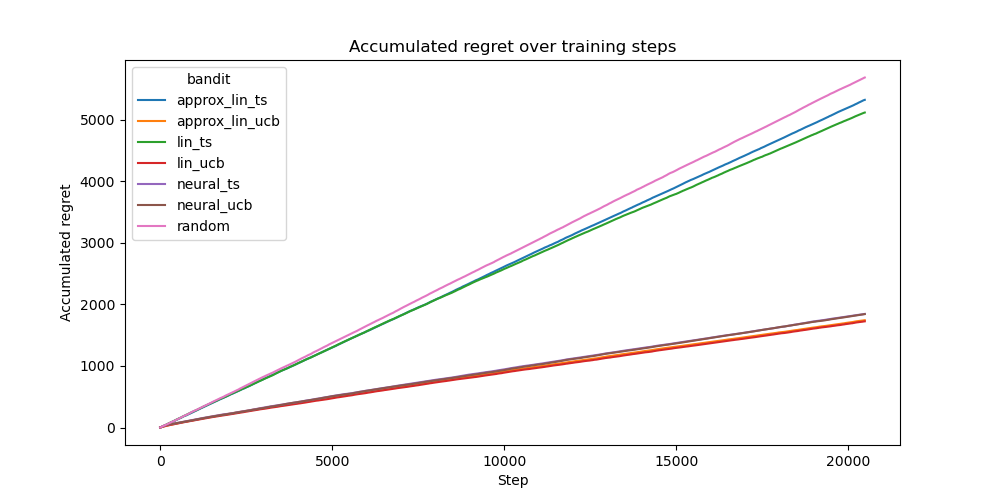 Accumulated regret over training steps
bandit
approx_lin_ts
approx_lin_ucb
lin_ts
lin_ucb
neural_ts
neural_ucb
random
Accumulated regret
5000
4000
3000
2000
1000
0
0 5000 10000 15000 20000
Step